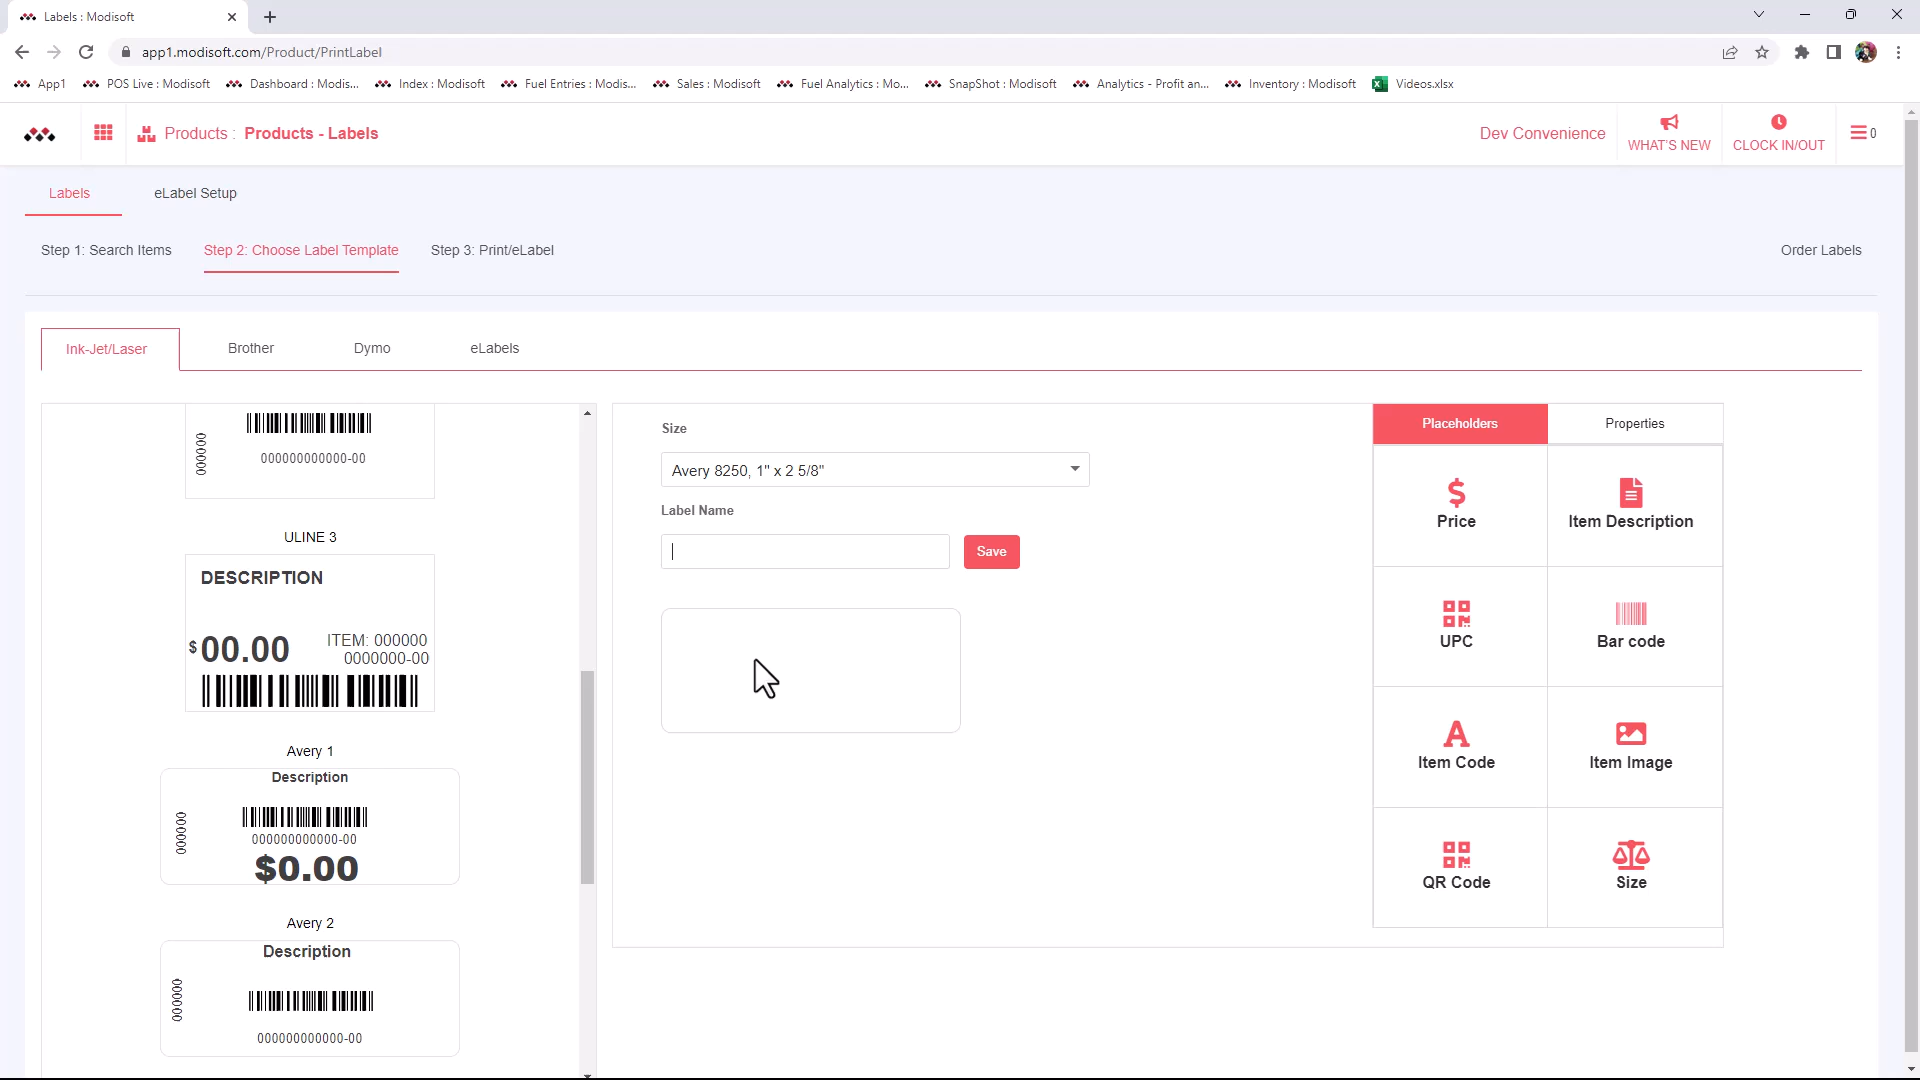 Labels : Modisoft
app1.modisoft.com/Product/PrintLabel
App1
POS Live : Modisoft
Dashboard : Modis...
Index : Modisoft
Fuel Entries : Modis...
Sales : Modisoft
Fuel Analytics : Mo...
SnapShot : Modisoft
Analytics - Profit an...
Inventory : Modisoft
Videos.xlsx
Products : Products - Labels
Dev Convenience
WHAT'S NEW
CLOCK IN/OUT
0
Labels
eLabel Setup
Step 1: Search Items
Step 2: Choose Label Template
Step 3: Print/eLabel
Order Labels
Ink-Jet/Laser
Brother
Dymo
eLabels
000000
000000000000-00
ULINE 3
DESCRIPTION
$00.00
ITEM: 000000
0000000-00
Avery 1
Description
000000
000000000000-00
$0.00
Avery 2
Description
000000
000000000000-00
Size
Avery 8250, 1" x 2 5/8"
Label Name
Save
Placeholders
Properties
Price
Item Description
UPC
Bar code
Item Code
Item Image
QR Code
Size